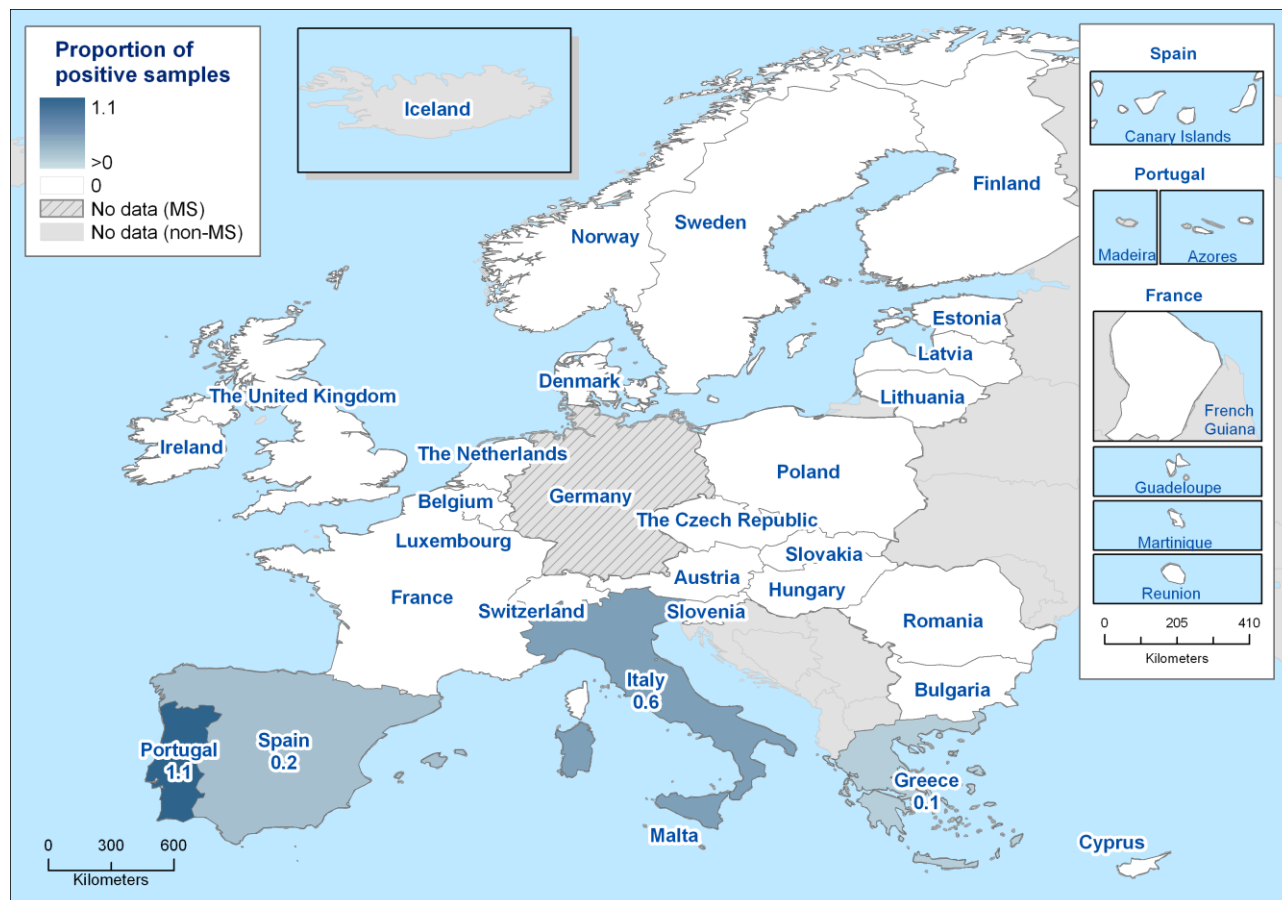 Proportion of
positive samples
1.1
>0
0
No data (MS)
No data (non-MS)
Iceland
Spain
Canary Islands
Portugal
Madeira
Azores
France
French
Guiana
Guadeloupe
Martinique
Reunion
0 205 410
Kilometers
Finland
Sweden
Norway
Estonia
Latvia
Denmark
Lithuania
The United Kingdom
Ireland
The Netherlands
Poland
Belgium
Germany
The Czech Republic
Luxembourg
Slovakia
Austria
Hungary
France
Switzerland
Slovenia
Romania
Italy
0.6
Bulgaria
Spain
0.2
Portugal
1.1
Greece
0.1
Malta
Cyprus
0 300 600
Kilometers